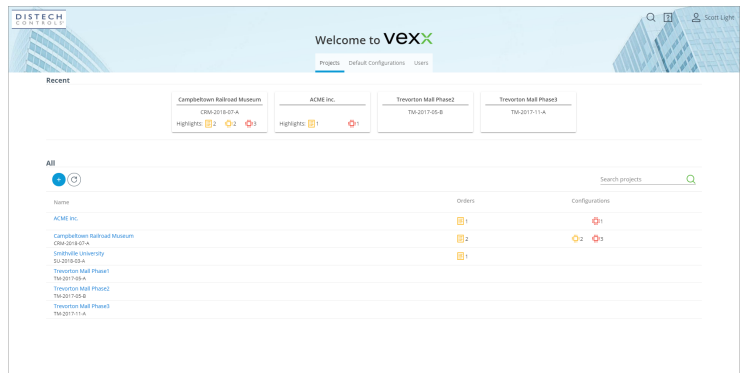 DISTECH
CONTROLS
Scott Light
Welcome to vexx
Projects Default Configurations Users
Recent
Campbeltown Railroad Museum
CRM-2018-07-A
Highlights: 2 2 3
ACME Inc.
Highlights: 1 1
Trevorton Mall Phase2
TM-2017-05-B
Trevorton Mall Phase3
TM-2017-11-A
All
+
Search projects
Name Orders Configurations
ACME Inc. 1 1
Campbeltown Railroad Museum 2 2 3
CRM-2018-07-A
Smithville University 1
SU-2018-03-A
Trevorton Mall Phase1
TM-2017-05-A
Trevorton Mall Phase2
TM-2017-05-B
Trevorton Mall Phase3
TM-2017-11-A